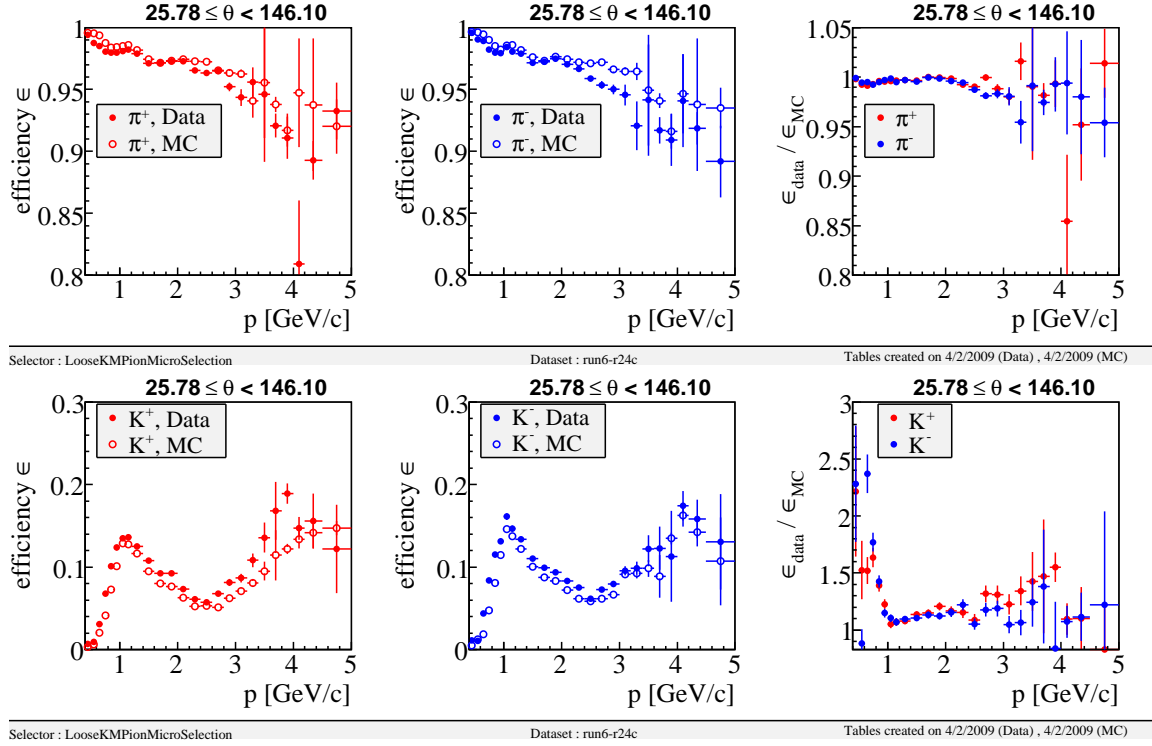 25.78 ≤ θ < 146.10
efficiency ϵ
1
0.95
0.9
0.85
0.8
π⁺, Data
π⁺, MC
1 2 3 4 5
p [GeV/c]
25.78 ≤ θ < 146.10
efficiency ϵ
1
0.95
0.9
0.85
0.8
π⁻, Data
π⁻, MC
1 2 3 4 5
p [GeV/c]
25.78 ≤ θ < 146.10
ϵ_data / ϵ_MC
1.05
1
0.95
0.9
0.85
0.8
π⁺
π⁻
1 2 3 4 5
p [GeV/c]
Selector : LooseKMPionMicroSelection
Dataset : run6-r24c
Tables created on 4/2/2009 (Data) , 4/2/2009 (MC)
25.78 ≤ θ < 146.10
efficiency ϵ
0.3
0.2
0.1
0
K⁺, Data
K⁺, MC
1 2 3 4 5
p [GeV/c]
25.78 ≤ θ < 146.10
efficiency ϵ
0.3
0.2
0.1
0
K⁻, Data
K⁻, MC
1 2 3 4 5
p [GeV/c]
25.78 ≤ θ < 146.10
ϵ_data / ϵ_MC
3
2.5
2
1.5
1
K⁺
K⁻
1 2 3 4 5
p [GeV/c]
Selector : LooseKMPionMicroSelection
Dataset : run6-r24c
Tables created on 4/2/2009 (Data) , 4/2/2009 (MC)